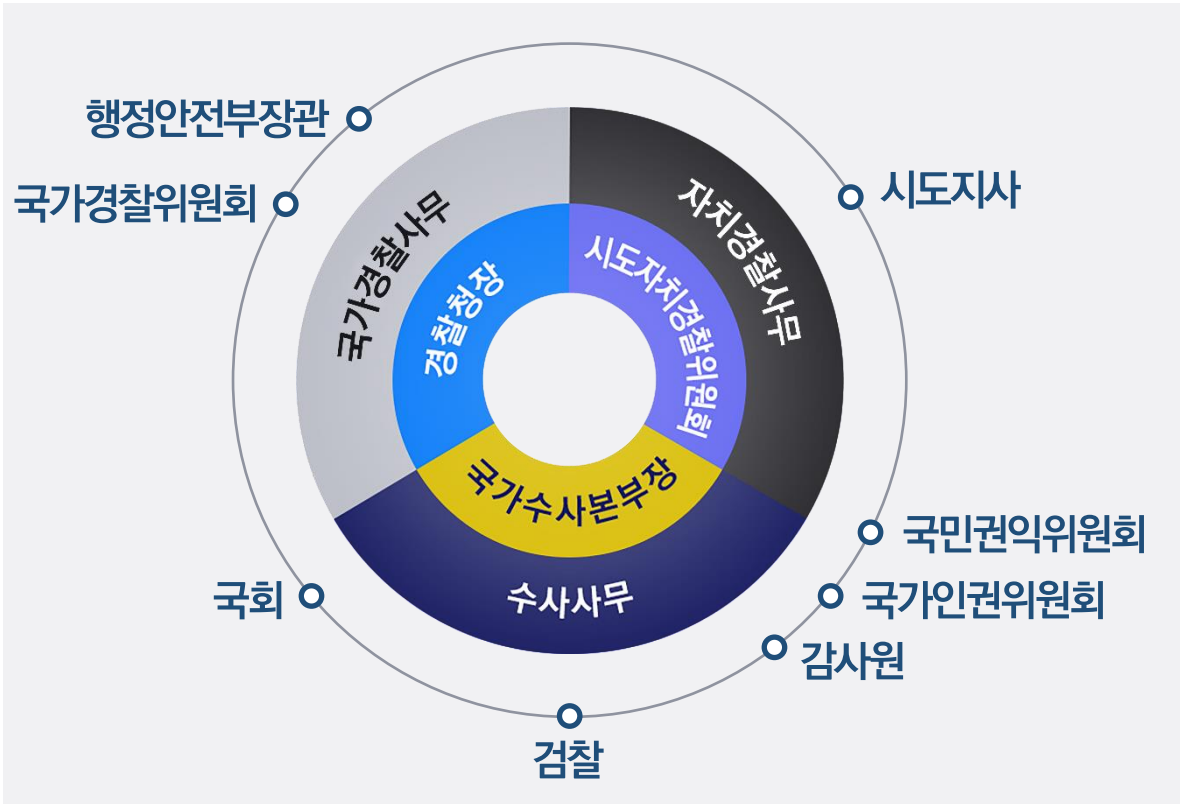 행정안전부장관
국가경찰위원회
시도지사
국가경찰사무
자치경찰사무
경찰청장
시도자치경찰위원회
국가수사본부장
수사사무
국민권익위원회
국회
국가인권위원회
감사원
검찰